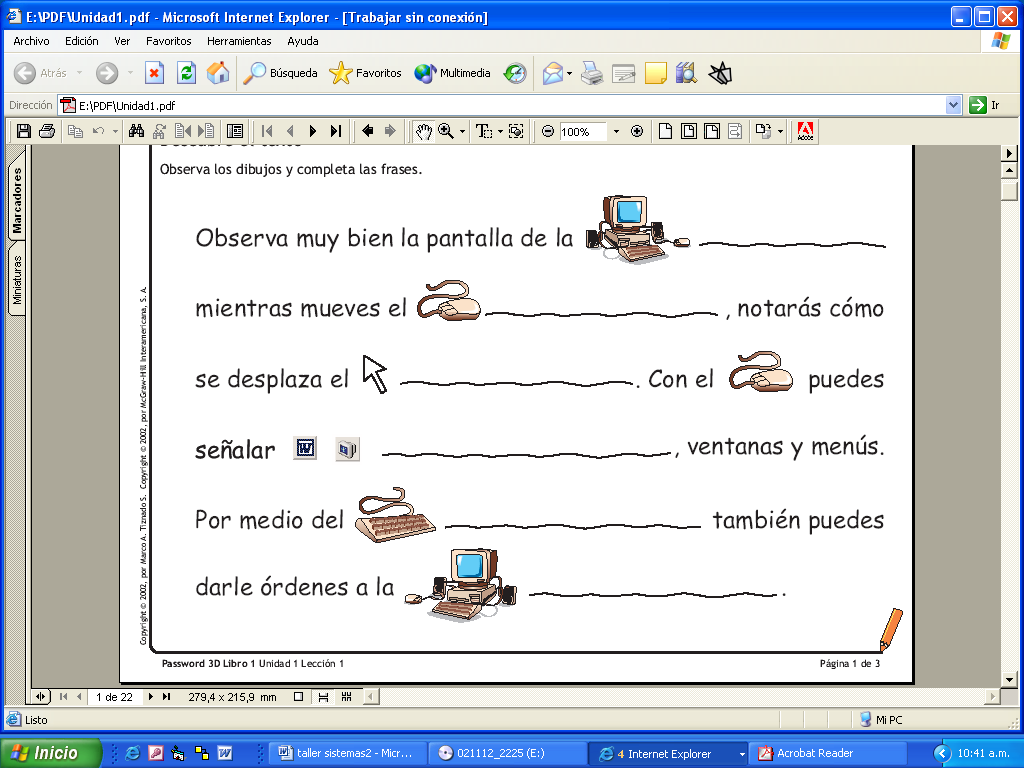 E:\PDF\Unidad1.pdf - Microsoft Internet Explorer - [Trabajar sin conexión]
Archivo Edición Ver Favoritos Herramientas Ayuda
Atrás Búsqueda Favoritos Multimedia
Dirección E:\PDF\Unidad1.pdf Ir
100% Adobe
Marcadores
Miniaturas
Observa los dibujos y completa las frases.
Observa muy bien la pantalla de la
mientras mueves el , notarás cómo
se desplaza el . Con el puedes
señalar W , ventanas y menús.
Por medio del también puedes
darle órdenes a la .
Copyright © 2002, por Marco A. Tiznado S. Copyright © 2002, por McGraw-Hill Interamericana, S. A.
Password 3D Libro 1 Unidad 1 Lección 1 Página 1 de 3
1 de 22 279,4 x 215,9 mm
Listo Mi PC
Inicio W taller sistemas2 - Micr... 021112_2225 (E:) 4 Internet Explorer Acrobat Reader 10:41 a.m.